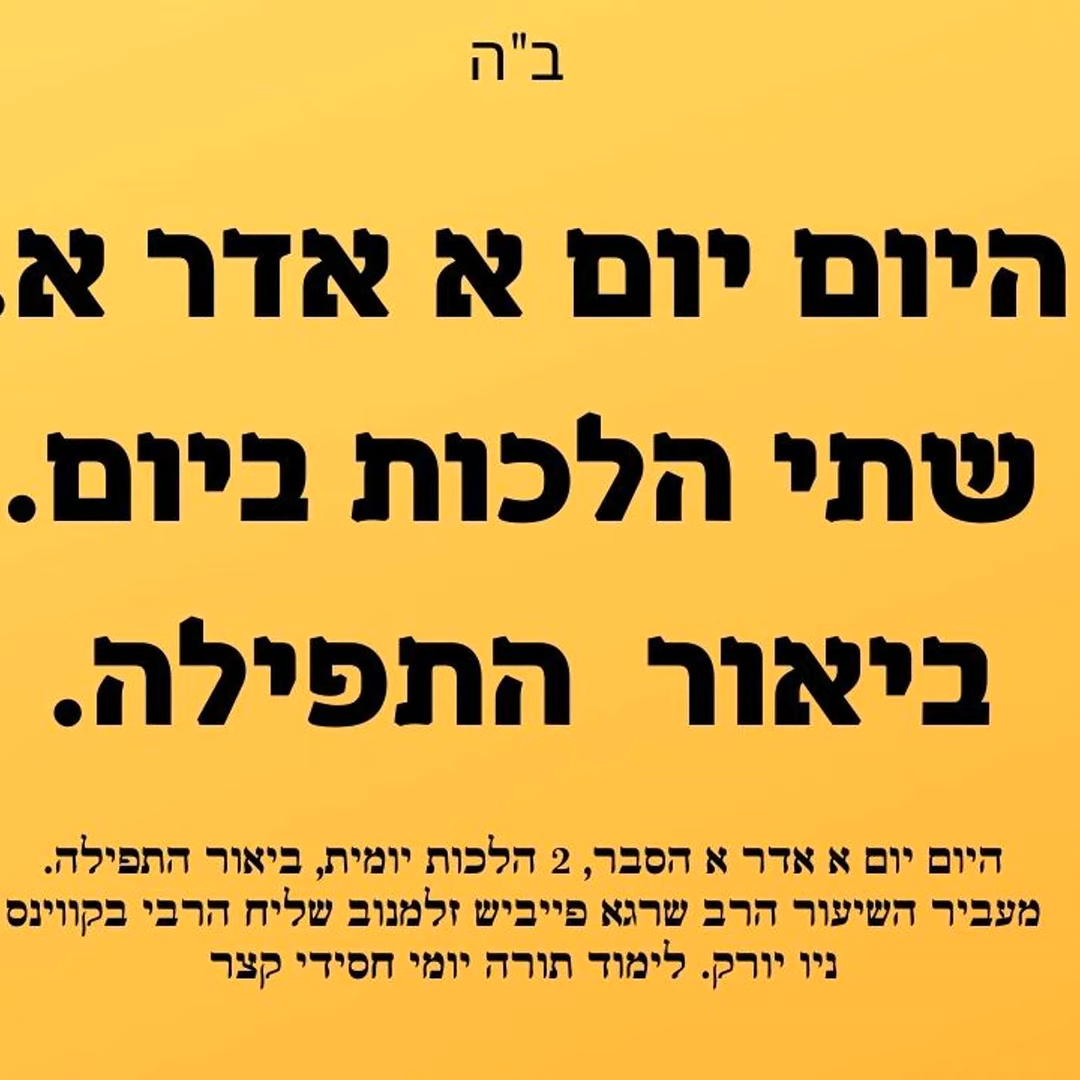 ב"ה
היום יום א אדר א.
שתי הלכות ביום.
ביאור התפילה.
היום יום א אדר א הסבר, 2 הלכות יומית, ביאור התפילה.
מעביר השיעור הרב שרגא פייביש זלמנוב שליח הרבי בקווינס
ניו יורק. לימוד תורה יומי חסידי קצר